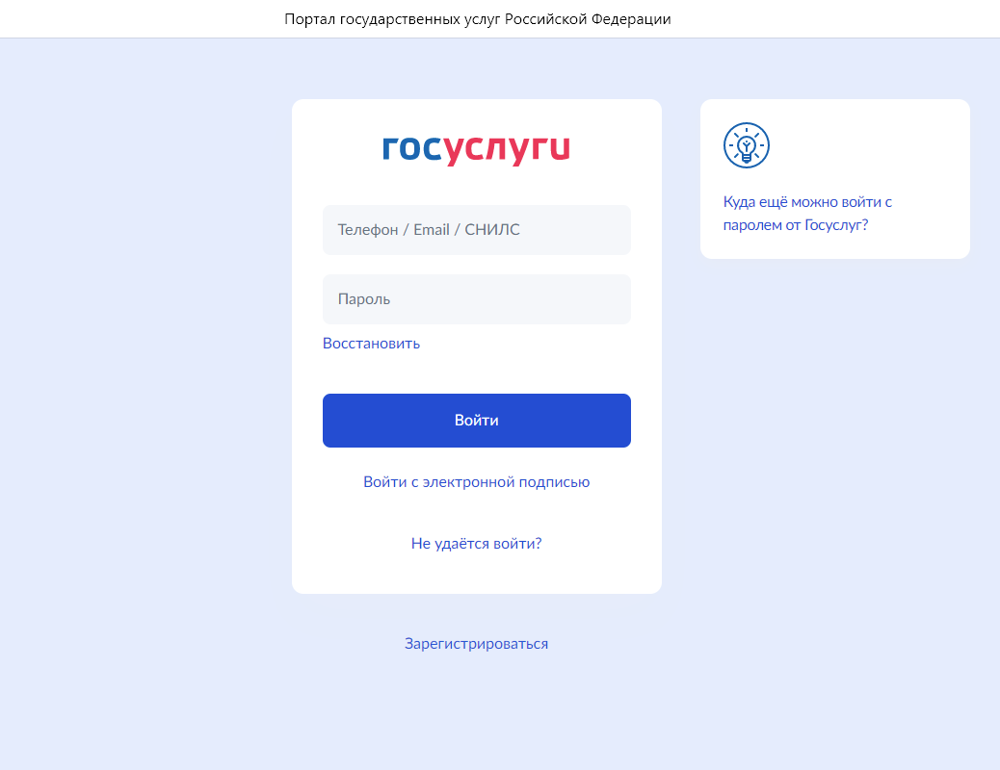 Портал государственных услуг Российской Федерации
госуслуги
Телефон / Email / СНИЛС
Пароль
Восстановить
Войти
Войти с электронной подписью
Не удаётся войти?
Зарегистрироваться
Куда ещё можно войти с
паролем от Госуслуг?